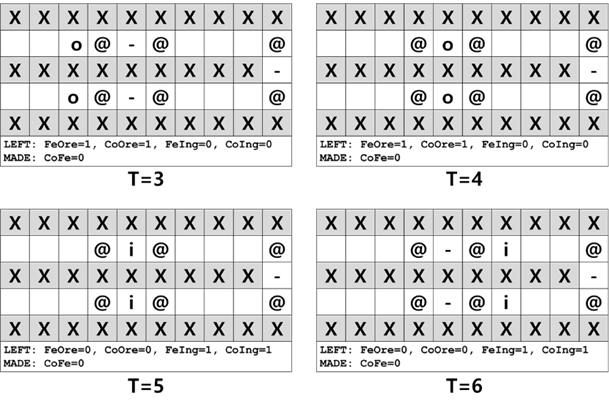 X X X X X X X X X X
o @ - @ @
X X X X X X X X X -
o @ - @ @
X X X X X X X X X X
LEFT: FeOre=1, CoOre=1, FeIng=0, CoIng=0
MADE: CoFe=0
T=3
X X X X X X X X X X
@ o @ @
X X X X X X X X X -
@ o @ @
X X X X X X X X X X
LEFT: FeOre=1, CoOre=1, FeIng=0, CoIng=0
MADE: CoFe=0
T=4
X X X X X X X X X X
@ i @ @
X X X X X X X X X -
@ i @ @
X X X X X X X X X X
LEFT: FeOre=0, CoOre=0, FeIng=1, CoIng=1
MADE: CoFe=0
T=5
X X X X X X X X X X
@ - @ i @
X X X X X X X X X -
@ - @ i @
X X X X X X X X X X
LEFT: FeOre=0, CoOre=0, FeIng=1, CoIng=1
MADE: CoFe=0
T=6